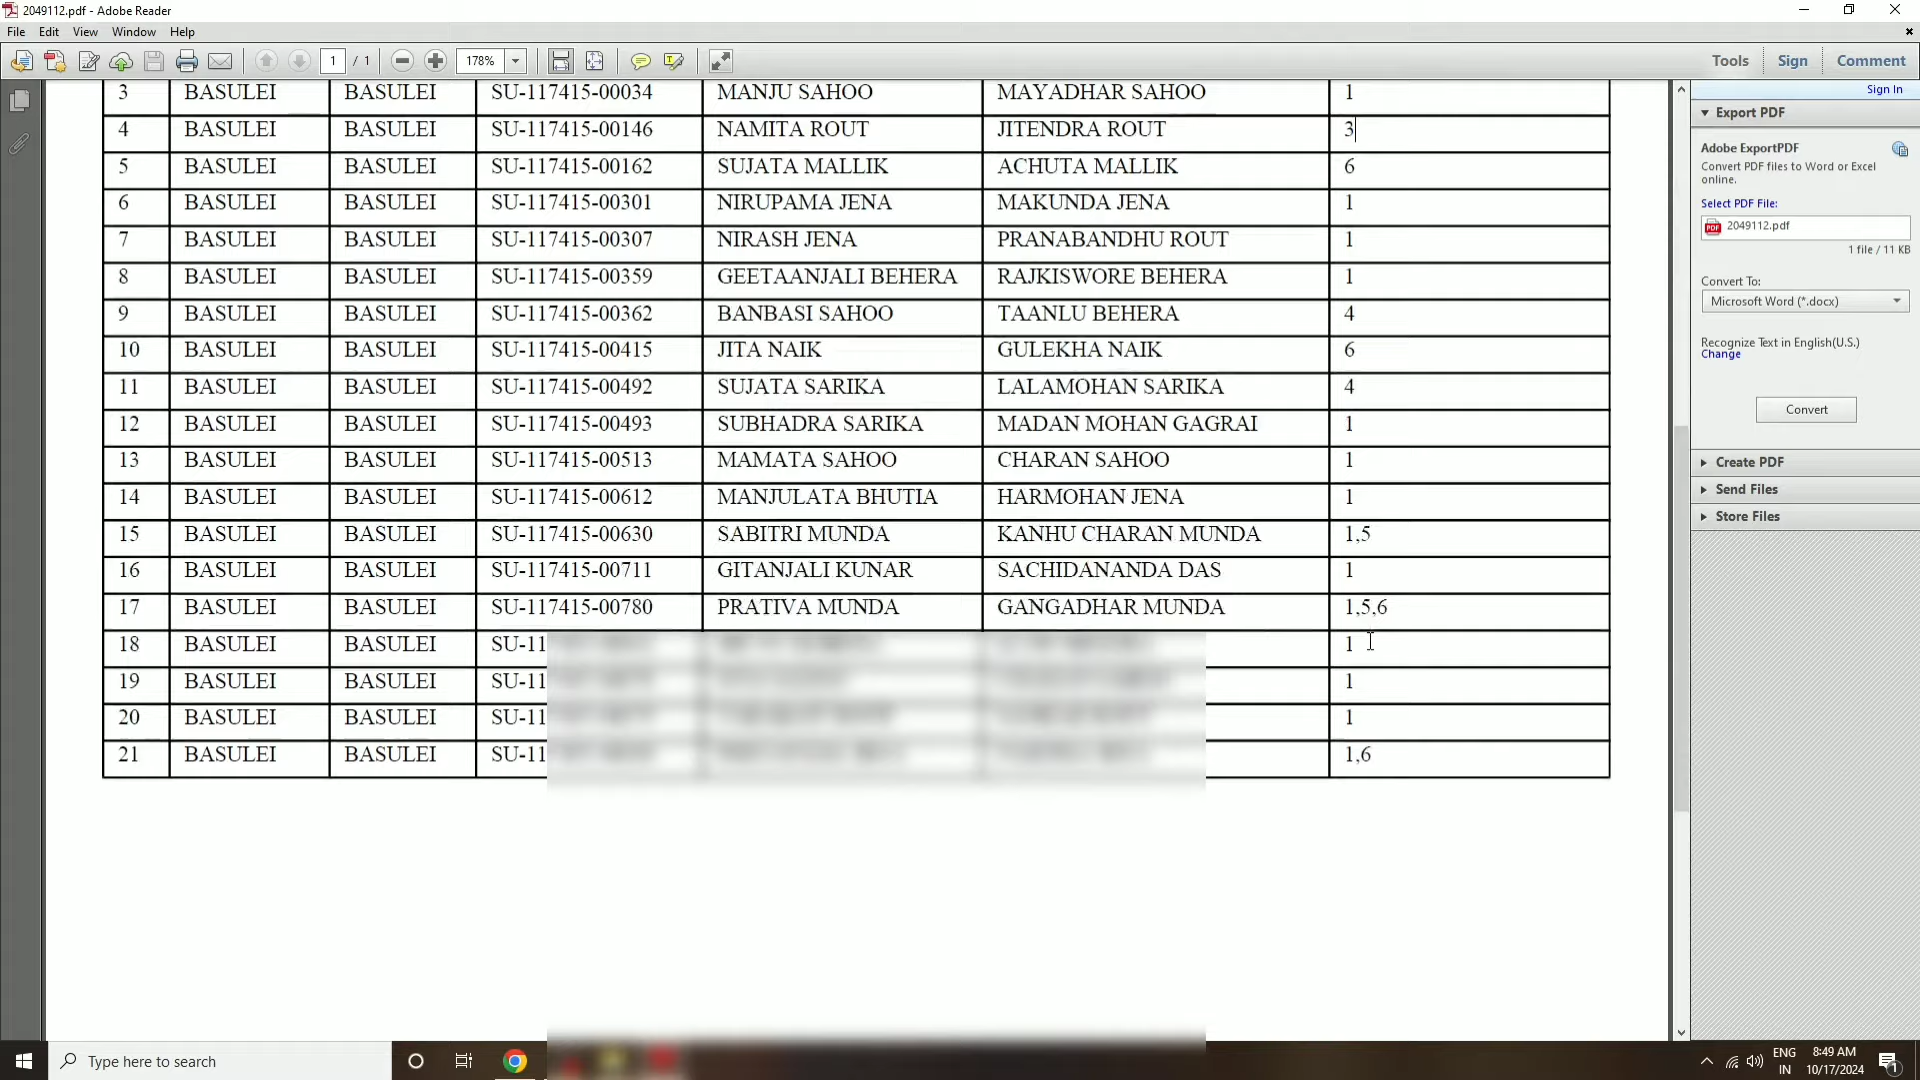 2049112.pdf - Adobe Reader
File Edit View Window Help
1 / 1 178% Tools Sign Comment
Sign In
3 BASULEI BASULEI SU-117415-00034 MANJU SAHOO MAYADHAR SAHOO 1
4 BASULEI BASULEI SU-117415-00146 NAMITA ROUT JITENDRA ROUT 3
5 BASULEI BASULEI SU-117415-00162 SUJATA MALLIK ACHUTA MALLIK 6
6 BASULEI BASULEI SU-117415-00301 NIRUPAMA JENA MAKUNDA JENA 1
7 BASULEI BASULEI SU-117415-00307 NIRASH JENA PRANABANDHU ROUT 1
8 BASULEI BASULEI SU-117415-00359 GEETAANJALI BEHERA RAJKISWORE BEHERA 1
9 BASULEI BASULEI SU-117415-00362 BANBASI SAHOO TAANLU BEHERA 4
10 BASULEI BASULEI SU-117415-00415 JITA NAIK GULEKHA NAIK 6
11 BASULEI BASULEI SU-117415-00492 SUJATA SARIKA LALAMOHAN SARIKA 4
12 BASULEI BASULEI SU-117415-00493 SUBHADRA SARIKA MADAN MOHAN GAGRAI 1
13 BASULEI BASULEI SU-117415-00513 MAMATA SAHOO CHARAN SAHOO 1
14 BASULEI BASULEI SU-117415-00612 MANJULATA BHUTIA HARMOHAN JENA 1
15 BASULEI BASULEI SU-117415-00630 SABITRI MUNDA KANHU CHARAN MUNDA 1,5
16 BASULEI BASULEI SU-117415-00711 GITANJALI KUNAR SACHIDANANDA DAS 1
17 BASULEI BASULEI SU-117415-00780 PRATIVA MUNDA GANGADHAR MUNDA 1,5,6
18 BASULEI BASULEI SU-11 1
19 BASULEI BASULEI SU-11 1
20 BASULEI BASULEI SU-11 1
21 BASULEI BASULEI SU-11 1,6
Export PDF
Adobe ExportPDF
Convert PDF files to Word or Excel
online.
Select PDF File:
2049112.pdf
1 file / 11 KB
Convert To:
Microsoft Word (*.docx)
Recognize Text in English(U.S.)
Change
Convert
Create PDF
Send Files
Store Files
Type here to search
ENG
IN
8:49 AM
10/17/2024
1